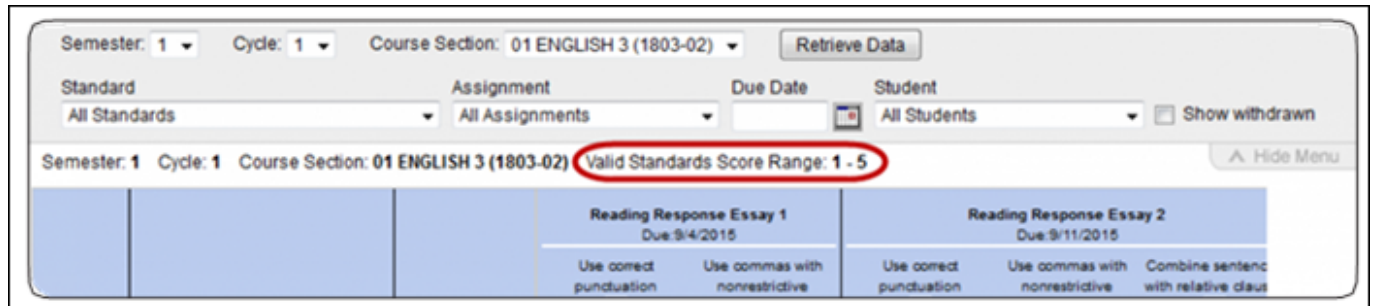 Semester: 1 Cycle: 1 Course Section: 01 ENGLISH 3 (1803-02) Retrieve Data
Standard Assignment Due Date Student
All Standards All Assignments All Students Show withdrawn
Semester: 1 Cycle: 1 Course Section: 01 ENGLISH 3 (1803-02) Valid Standards Score Range: 1 - 5 Hide Menu
Reading Response Essay 1 Reading Response Essay 2
Due:9/4/2015 Due:9/11/2015
Use correct Use commas with Use correct Use commas with Combine sentenc
punctuation nonrestrictive punctuation nonrestrictive with relative claus